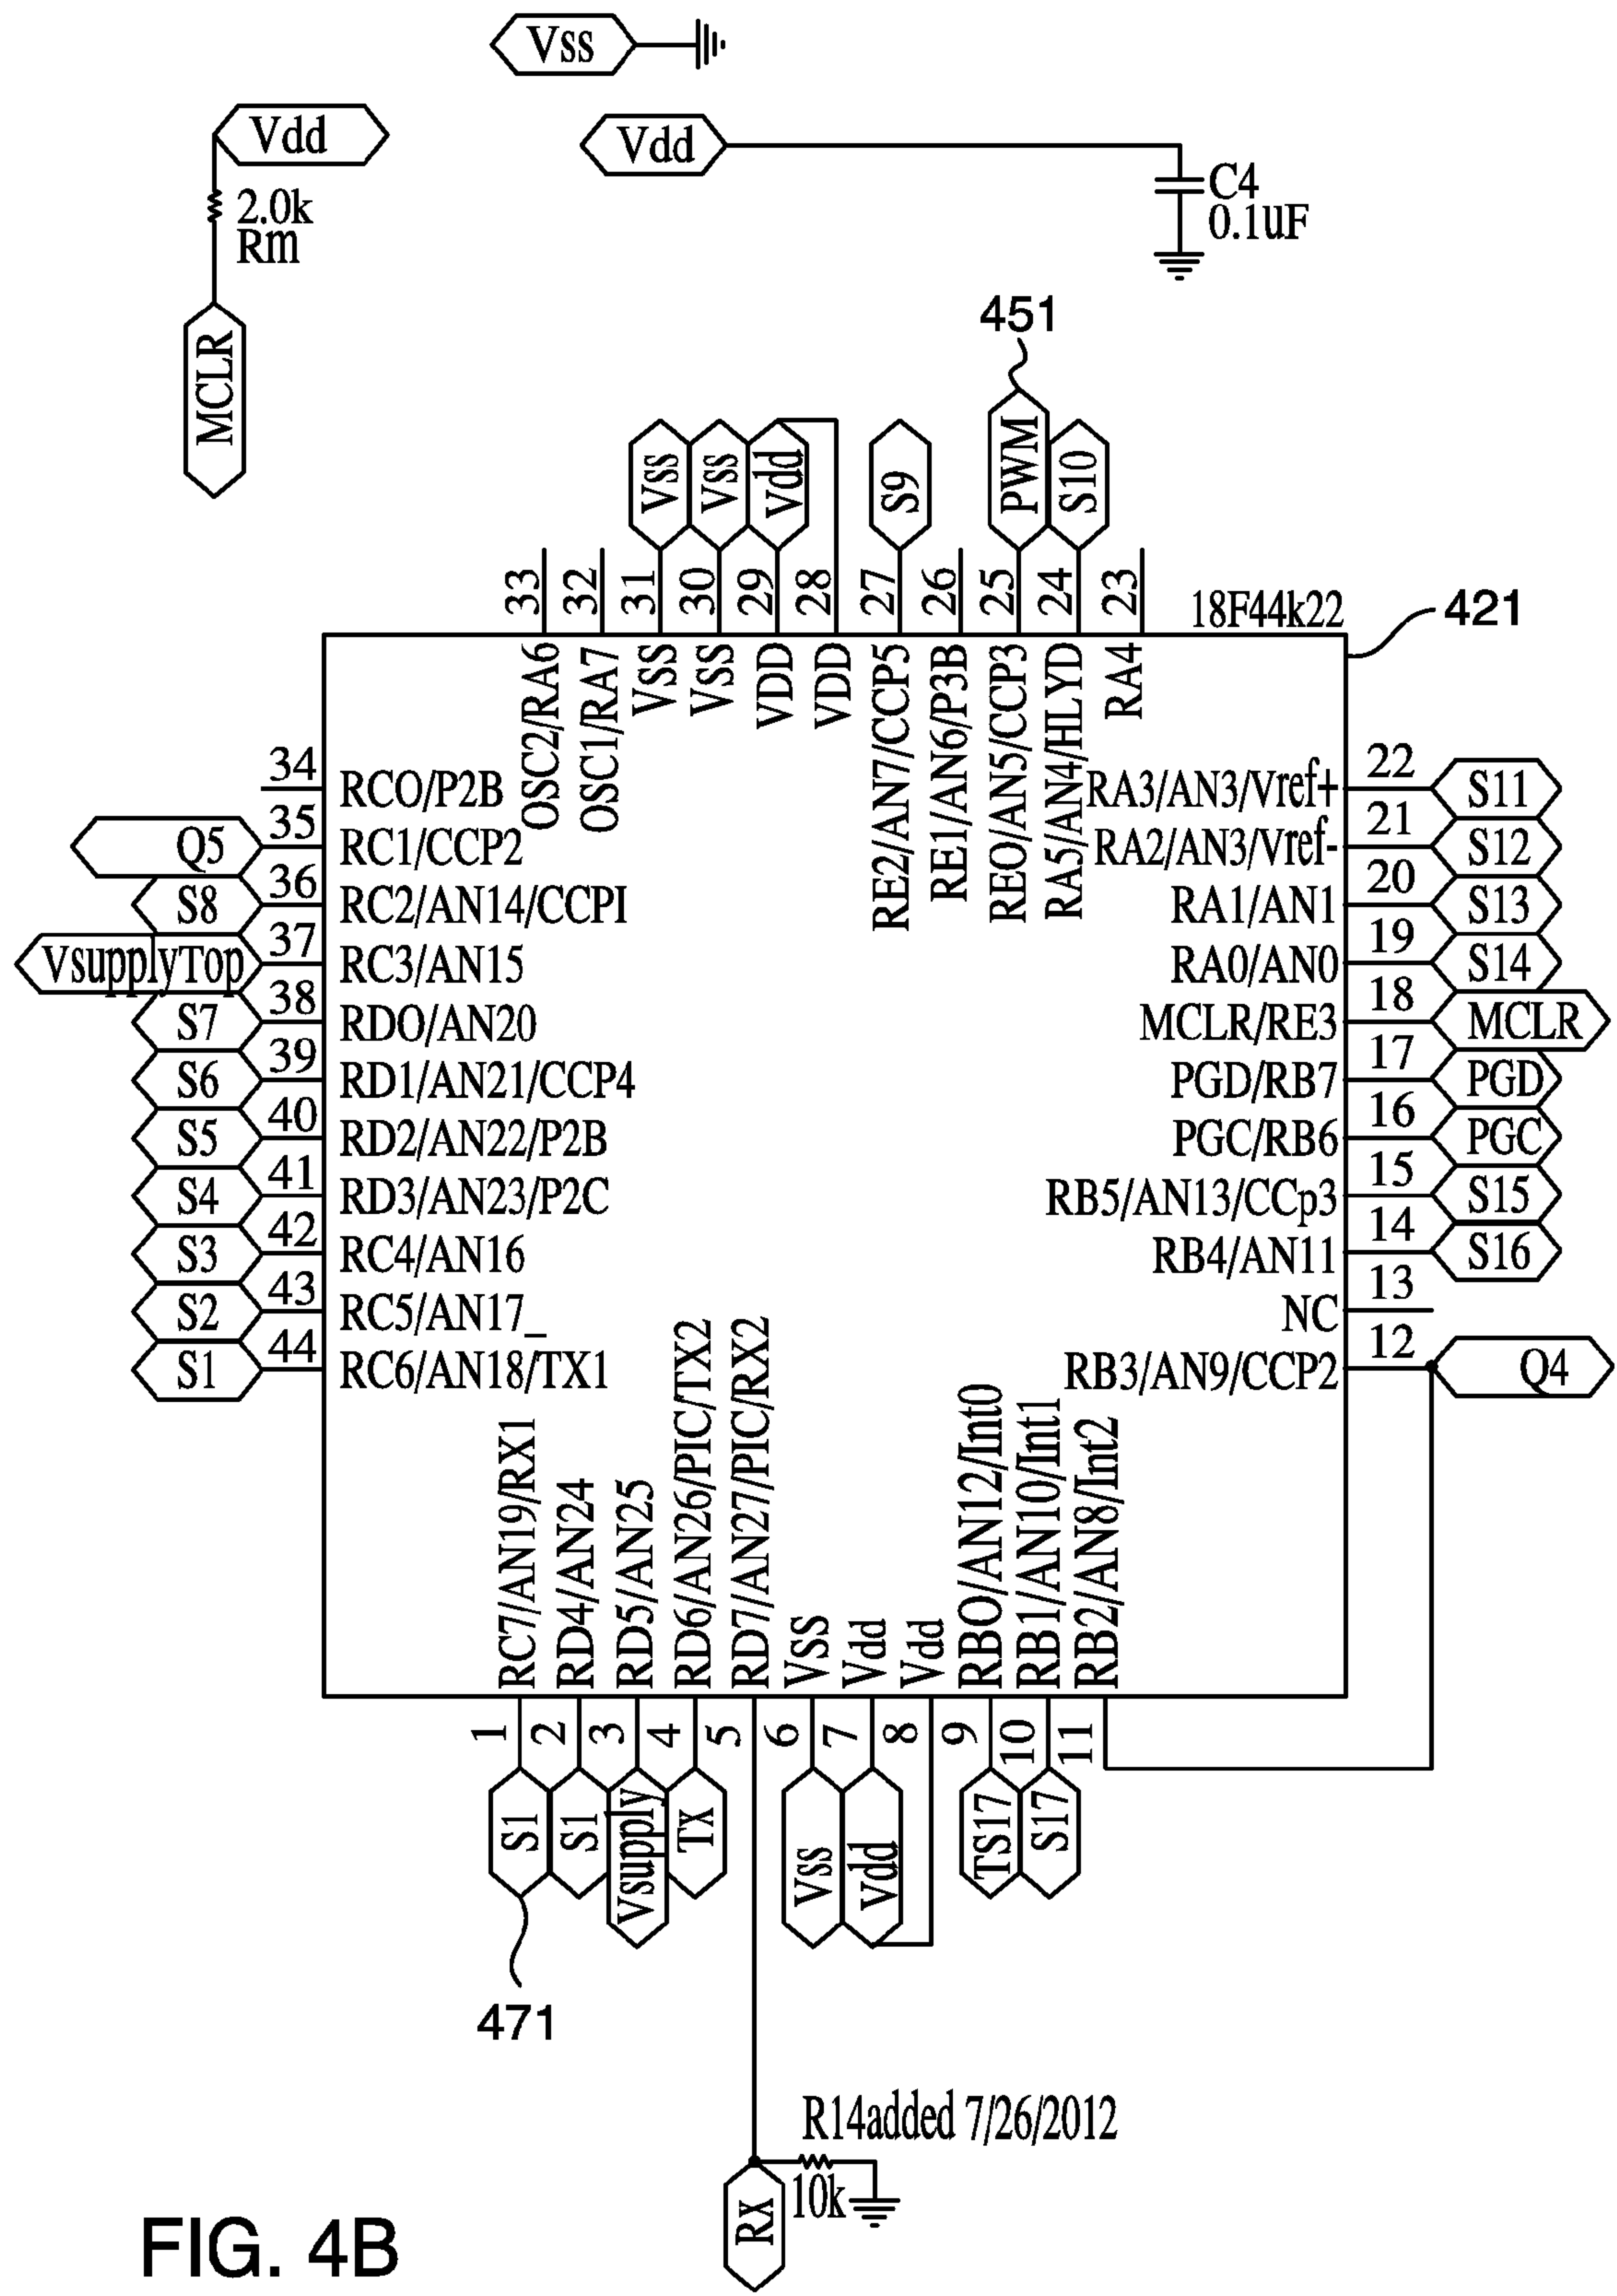 Vss
Vdd
Vdd
2.0k
Rm
C4
0.1uF
MCLR
451
Vss
Vss
Vdd
S9
PWM
S10
33
32
31
30
29
28
27
26
25
24
23
18F44k22
421
OSC2/RA6
OSC1/RA7
VSS
VSS
VDD
VDD
RE2/AN7/CCP5
RE1/AN6/P3B
REO/AN5/CCP3
RA5/AN4/HLYD
RA4
34
RCO/P2B
Q5
35
RC1/CCP2
S8
36
RC2/AN14/CCPI
VsupplyTop
37
RC3/AN15
S7
38
RDO/AN20
S6
39
RD1/AN21/CCP4
S5
40
RD2/AN22/P2B
S4
41
RD3/AN23/P2C
S3
42
RC4/AN16
S2
43
RC5/AN17_
S1
44
RC6/AN18/TX1
RA3/AN3/Vref+
22
S11
RA2/AN3/Vref-
21
S12
RA1/AN1
20
S13
RA0/AN0
19
S14
MCLR/RE3
18
MCLR
PGD/RB7
17
PGD
PGC/RB6
16
PGC
RB5/AN13/CCp3
15
S15
RB4/AN11
14
S16
NC
13
RB3/AN9/CCP2
12
Q4
RC7/AN19/RX1
RD4/AN24
RD5/AN25
RD6/AN26/PIC/TX2
RD7/AN27/PIC/RX2
VSS
Vdd
Vdd
RBO/AN12/Int0
RB1/AN10/Int1
RB2/AN8/Int2
1
2
3
4
5
6
7
8
9
10
11
S1
S1
Vsupply
TX
Vss
Vdd
TS17
S17
471
R14added 7/26/2012
10k
RX
FIG. 4B